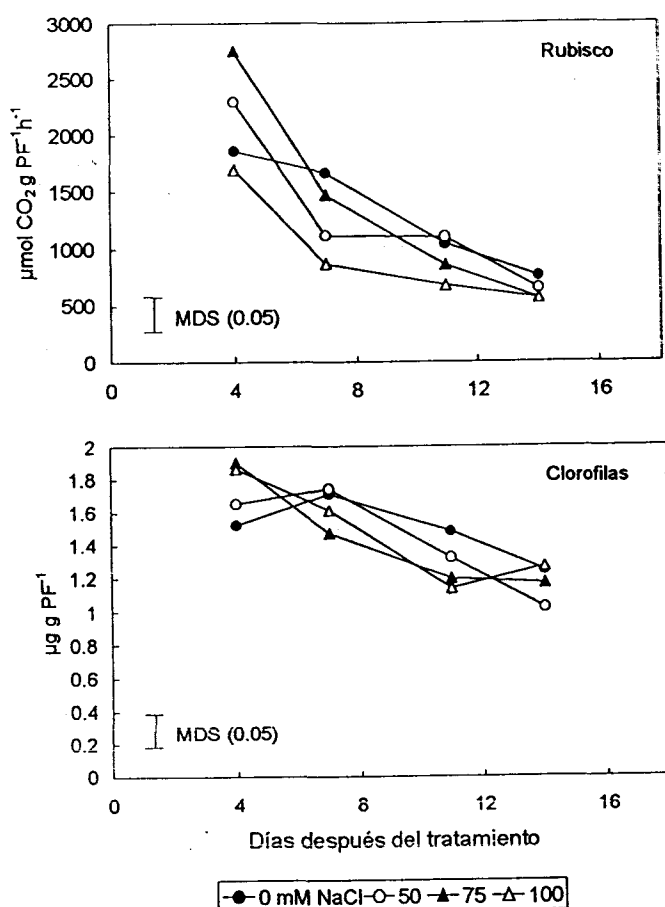 Rubisco
µmol CO₂ g PF⁻¹h⁻¹
3000
2500
2000
1500
1000
500
0
MDS (0.05)
0 4 8 12 16
Clorofilas
µg g PF⁻¹
2
1.8
1.6
1.4
1.2
1
0.8
0.6
0.4
0.2
0
MDS (0.05)
0 4 8 12 16
Días después del tratamiento
0 mM NaCl 50 75 100